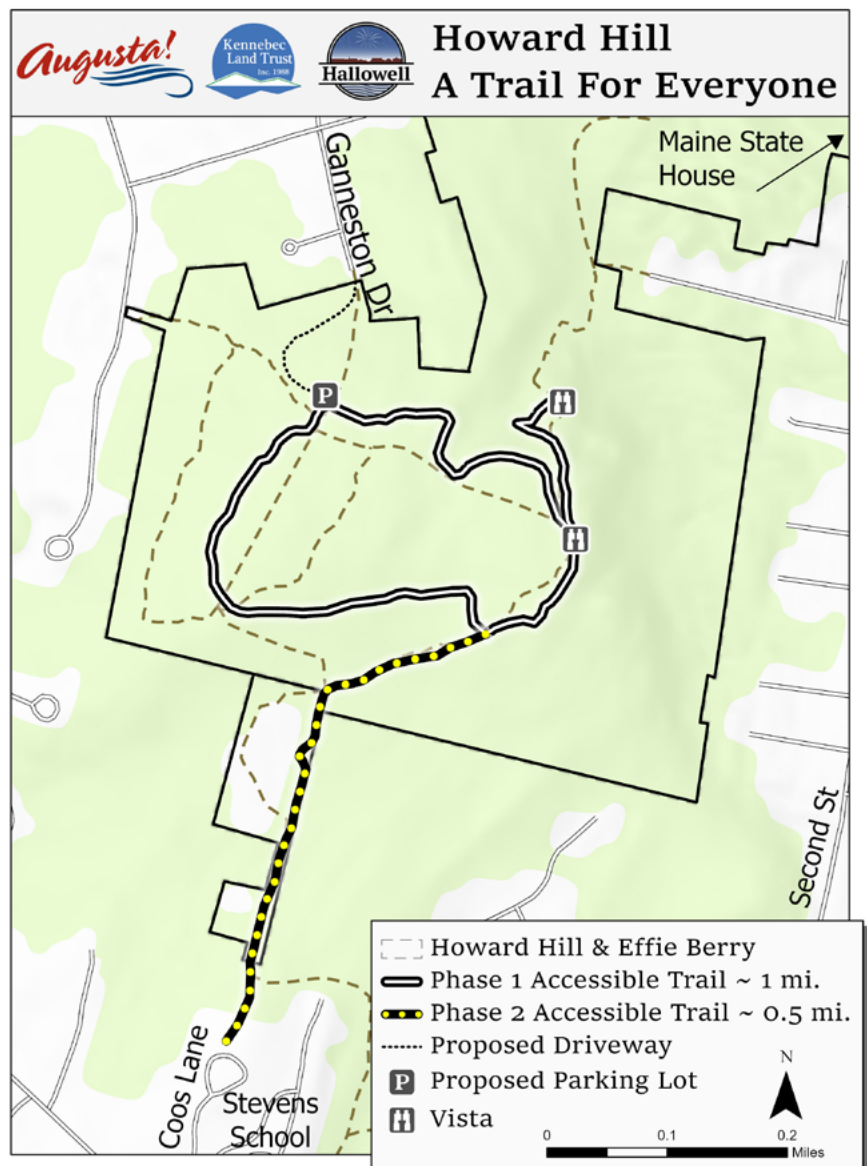 Augusta!
Kennebec
Land Trust
Inc. 1988
Hallowell
Howard Hill
A Trail For Everyone
Ganneston Dr
Maine State
House
P
Second St
Coos Lane
Stevens
School
Howard Hill & Effie Berry
Phase 1 Accessible Trail ~ 1 mi.
Phase 2 Accessible Trail ~ 0.5 mi.
Proposed Driveway
P Proposed Parking Lot
Vista
N
0 0.1 0.2
Miles